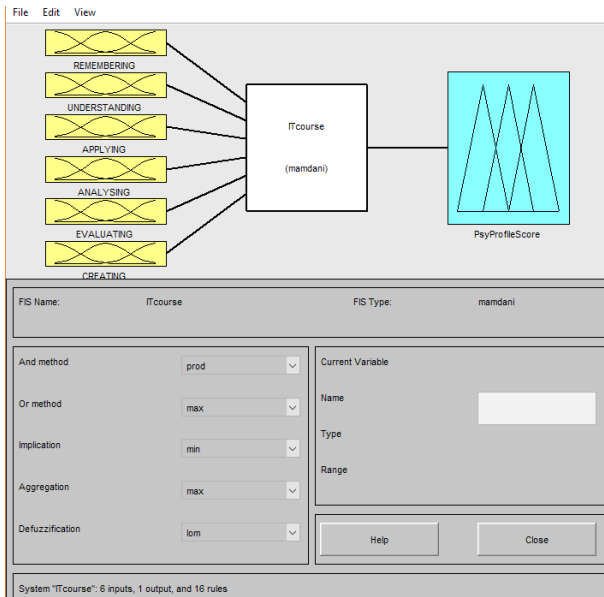 File Edit View
REMEMBERING
UNDERSTANDING
APPLYING
ANALYSING
EVALUATING
CREATING
ITcourse
(mamdani)
PsyProfileScore
FIS Name: ITcourse FIS Type: mamdani
And method prod
Or method max
Implication min
Aggregation max
Defuzzification lom
Current Variable
Name
Type
Range
Help Close
System "ITcourse": 6 inputs, 1 output, and 16 rules